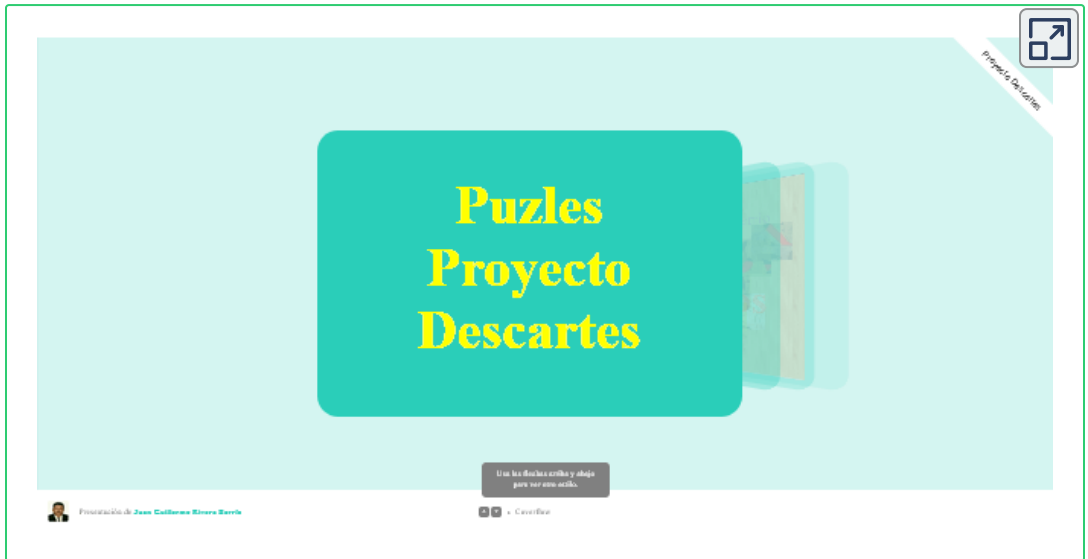 Proyecto Descartes
Puzles
Proyecto
Descartes
Usa las flechas arriba y abajo
para ver otro estilo.
Presentación de Juan Guillermo Rivera Berrío
Coverflow